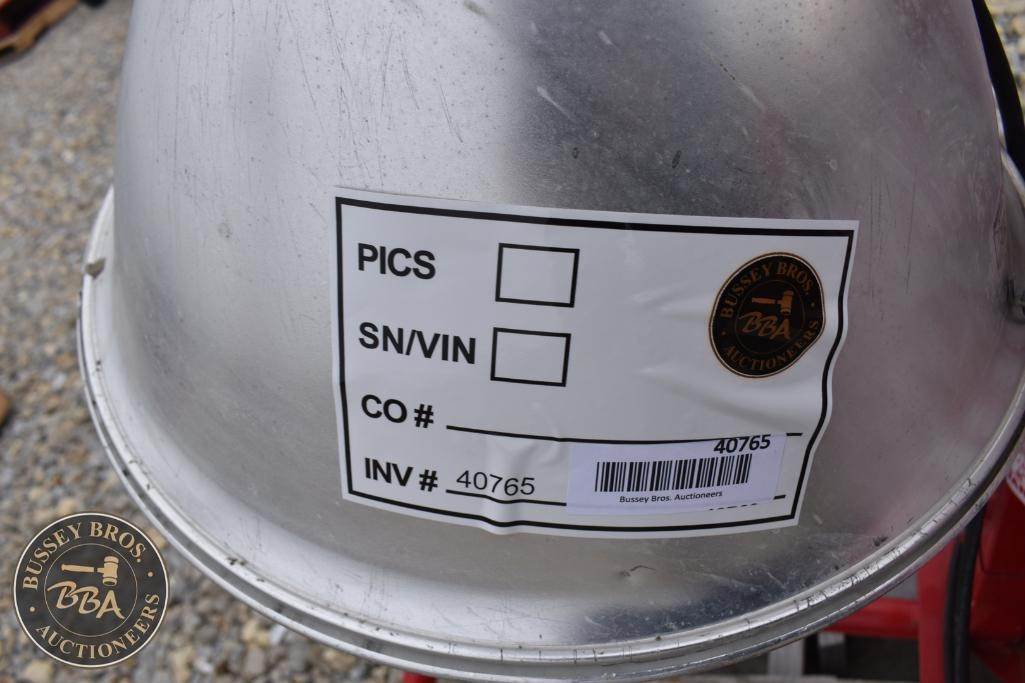 PICS
SN/VIN
CO #
INV # 40765
40765
Bussey Bros. Auctioneers
BUSSEY BROS.
BBA
AUCTIONEERS
BUSSEY BROS.
BBA
AUCTIONEERS